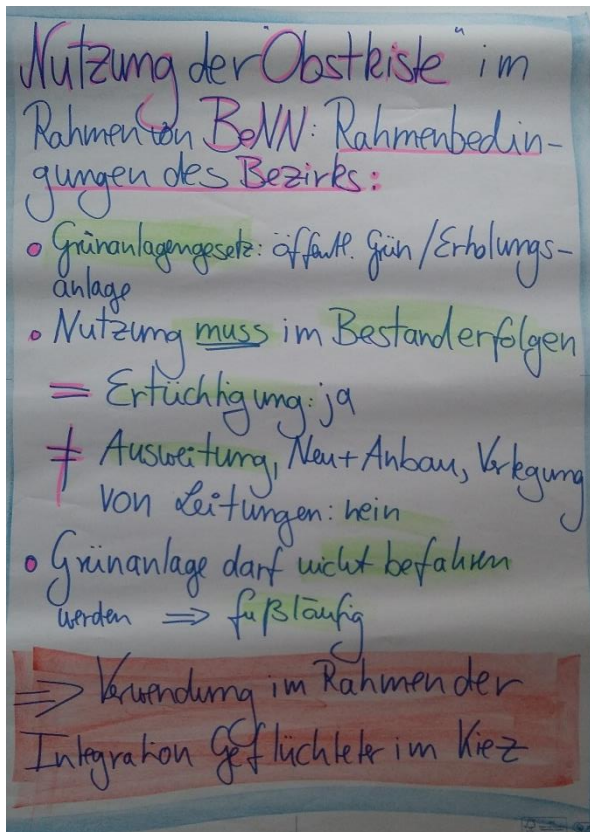 Nutzung der "Obstkiste" im
Rahmen von BeNN: Rahmenbedin-
gungen des Bezirks:
• Grünanlagengesetz: öffentl. Grün/Erholungs-
anlage
• Nutzung muss im Bestand erfolgen
= Ertüchtigung: ja
≠ Ausweitung, Neu+Anbau, Verlegung
von Leitungen: nein
• Grünanlage darf nicht befahren
werden ⇒ fußläufig
⇒ Verwendung im Rahmen der
Integration Geflüchteter im Kiez